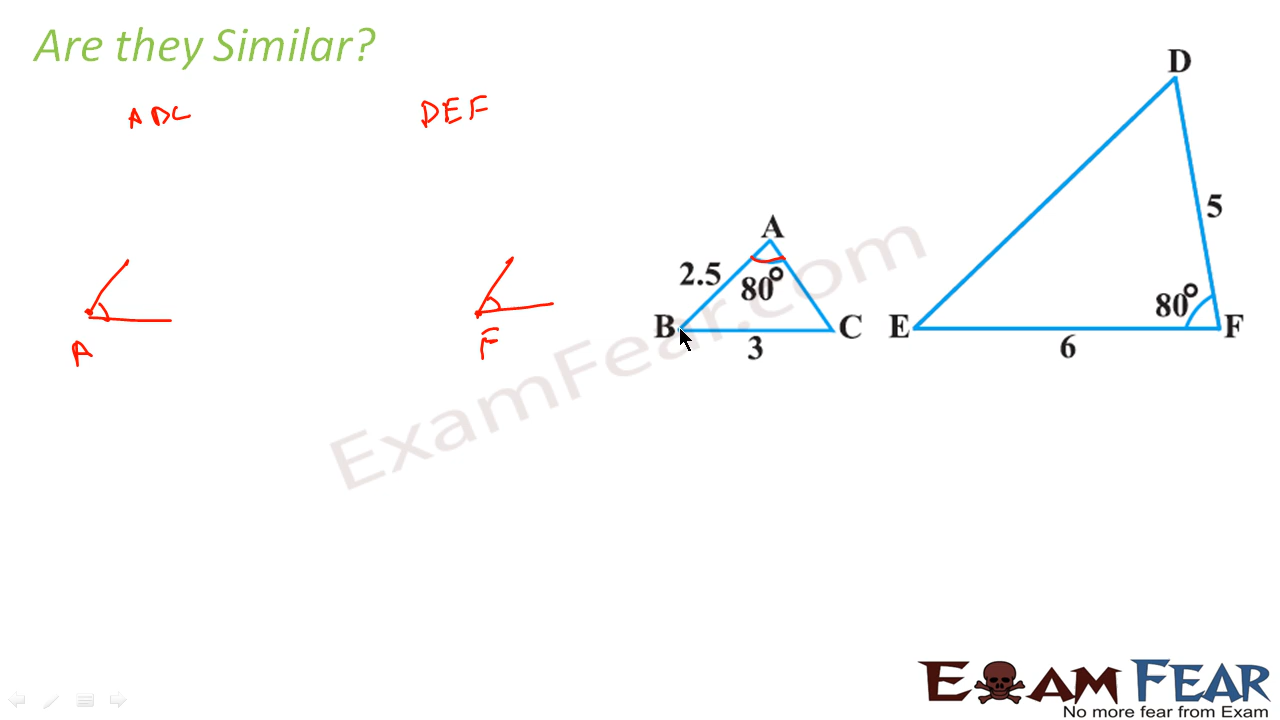 Are they Similar?
ABC DEF
A F
A
2.5
80°
B C
3
D
5
80°
E F
6
ExamFear.com
EXAM FEAR
No more fear from Exam